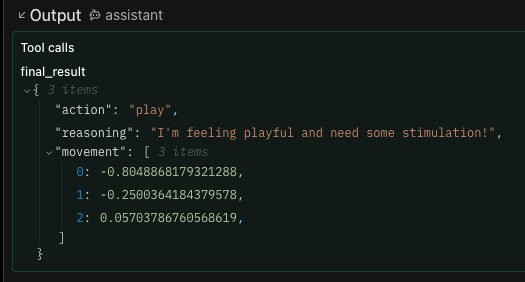 Output assistant
Tool calls
final_result
{ 3 items
"action": "play",
"reasoning": "I'm feeling playful and need some stimulation!",
"movement": [ 3 items
0: -0.8048868179321288,
1: -0.2500364184379578,
2: 0.05703786760568619,
]
}